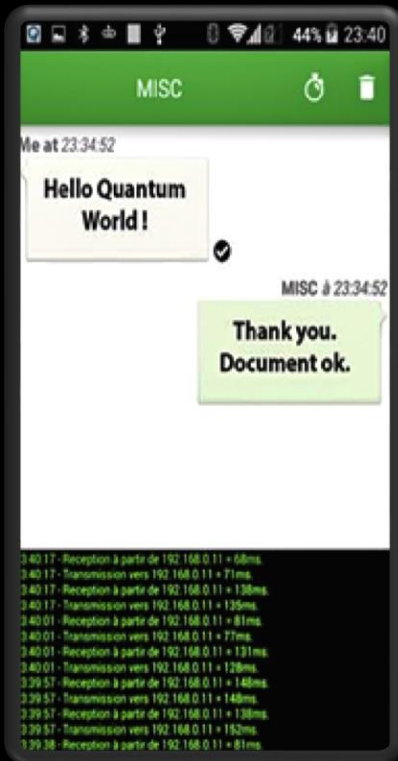 44% 23:40
MISC
Me at 23:34:52
Hello Quantum
World !
MISC à 23:34:52
Thank you.
Document ok.
3:40:17 - Reception à partir de 192.168.0.11 = 68ms.
3:40:17 - Transmission vers 192.168.0.11 = 71ms.
3:40:17 - Reception à partir de 192.168.0.11 = 138ms.
3:40:17 - Transmission vers 192.168.0.11 = 135ms.
3:40:01 - Reception à partir de 192.168.0.11 = 81ms.
3:40:01 - Transmission vers 192.168.0.11 = 77ms.
3:40:01 - Reception à partir de 192.168.0.11 = 131ms.
3:40:01 - Transmission vers 192.168.0.11 = 128ms.
3:39:57 - Reception à partir de 192.168.0.11 = 148ms.
3:39:57 - Transmission vers 192.168.0.11 = 148ms.
3:39:57 - Reception à partir de 192.168.0.11 = 138ms.
3:39:57 - Transmission vers 192.168.0.11 = 152ms.
3:39:38 - Reception à partir de 192.168.0.11 = 81ms.